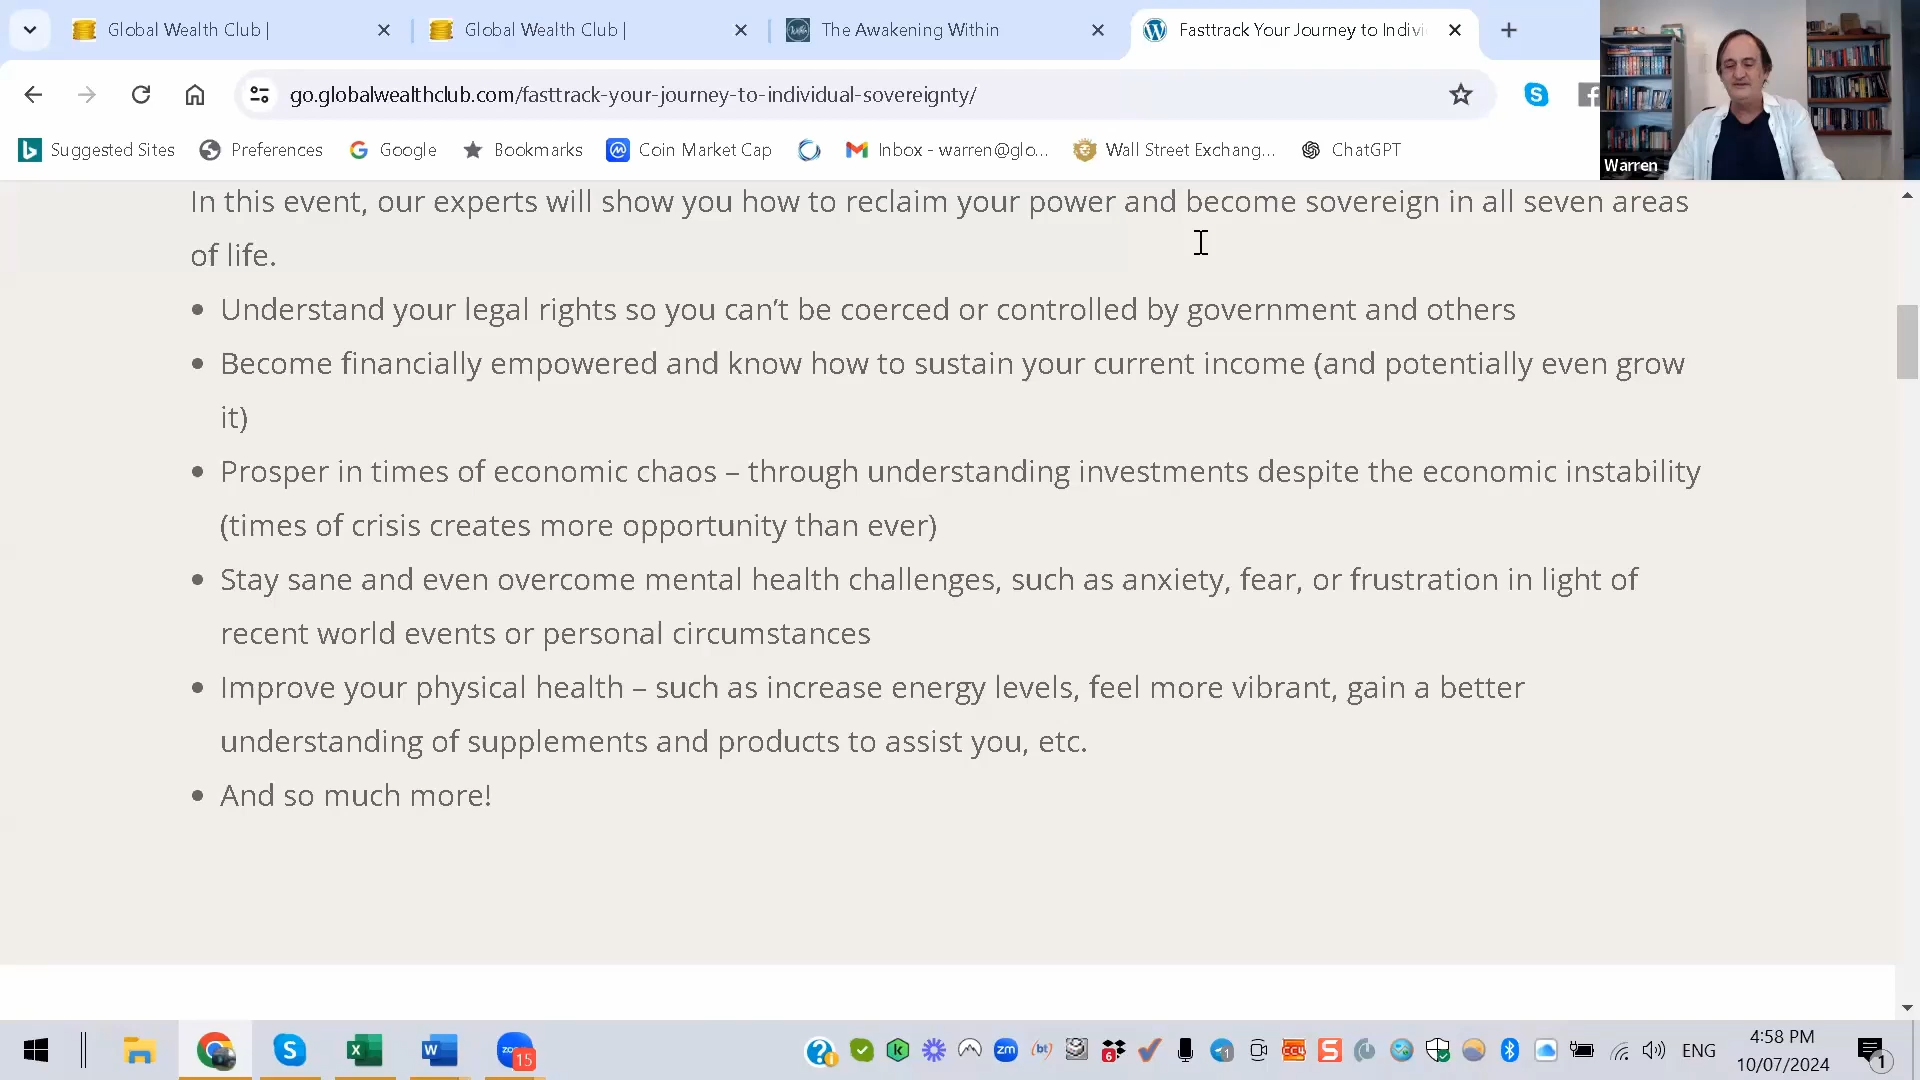 Global Wealth Club |
Global Wealth Club |
The Awakening Within
Fasttrack Your Journey to Indivi
go.globalwealthclub.com/fasttrack-your-journey-to-individual-sovereignty/
Suggested Sites
Preferences
Google
Bookmarks
Coin Market Cap
Inbox - warren@glo...
Wall Street Exchang...
ChatGPT
Warren
In this event, our experts will show you how to reclaim your power and become sovereign in all seven areas
of life.
• Understand your legal rights so you can’t be coerced or controlled by government and others
• Become financially empowered and know how to sustain your current income (and potentially even grow
it)
• Prosper in times of economic chaos – through understanding investments despite the economic instability
(times of crisis creates more opportunity than ever)
• Stay sane and even overcome mental health challenges, such as anxiety, fear, or frustration in light of
recent world events or personal circumstances
• Improve your physical health – such as increase energy levels, feel more vibrant, gain a better
understanding of supplements and products to assist you, etc.
• And so much more!
15
zm
6
ENG
4:58 PM
10/07/2024
1